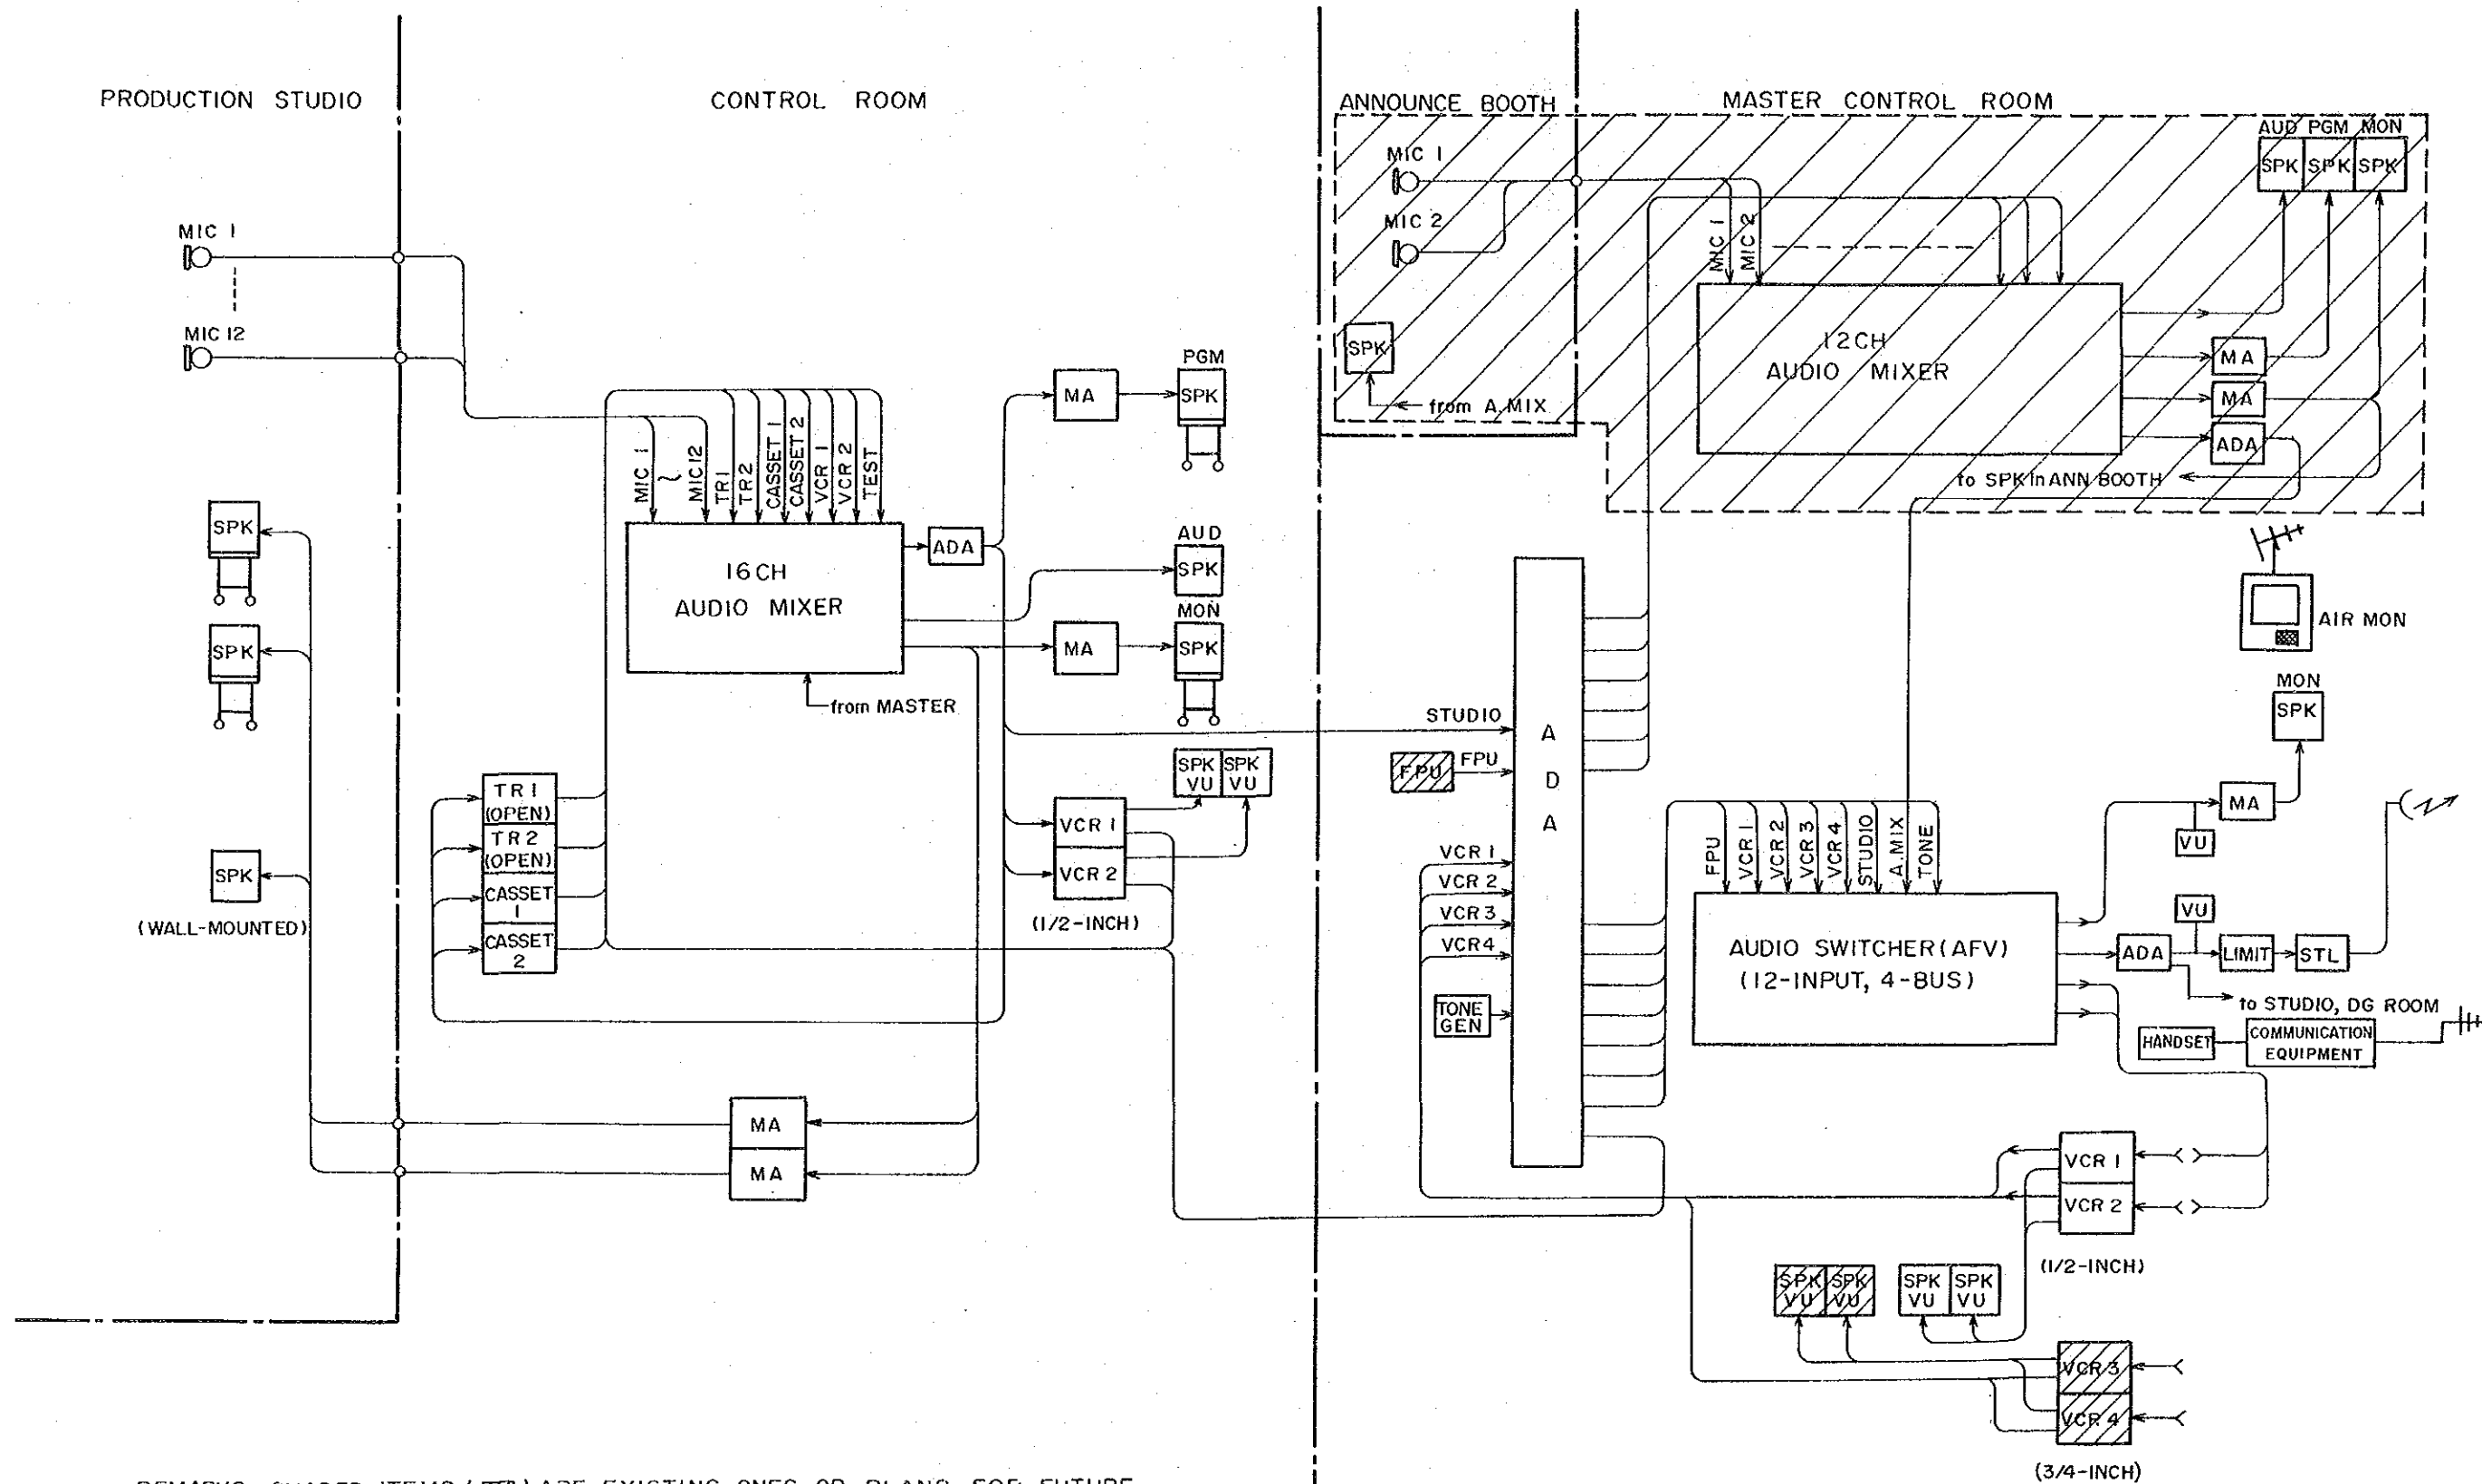 PRODUCTION STUDIO
CONTROL ROOM
ANNOUNCE BOOTH
MASTER CONTROL ROOM
MIC 1
MIC 12
SPK
SPK
SPK
(WALL-MOUNTED)
MIC 1
~
MIC 12
TR1
TR2
CASSET 1
CASSET 2
VCR 1
VCR 2
TEST
16CH
AUDIO MIXER
from MASTER
ADA
MA
PGM
SPK
AUD
SPK
MON
MA
SPK
SPK
VU
SPK
VU
TR1
(OPEN)
TR2
(OPEN)
CASSET
1
CASSET
2
VCR 1
VCR 2
(1/2-INCH)
MA
MA
MIC 1
MIC 2
SPK
from A.MIX
MIC 1
MIC 2
12CH
AUDIO MIXER
AUD PGM MON
SPK SPK SPK
MA
MA
ADA
to SPK in ANN BOOTH
AIR MON
STUDIO
FPU
FPU
VCR 1
VCR 2
VCR 3
VCR4
TONE
GEN
A
D
A
FPU
VCR 1
VCR 2
VCR 3
VCR 4
STUDIO
A.MIX
TONE
AUDIO SWITCHER(AFV)
(12-INPUT, 4-BUS)
MON
SPK
MA
VU
VU
ADA
LIMIT
STL
to STUDIO, DG ROOM
HANDSET
COMMUNICATION
EQUIPMENT
VCR 1
VCR 2
(1/2-INCH)
SPK
VU
SPK
VU
SPK
VU
SPK
VU
VCR 3
VCR 4
(3/4-INCH)